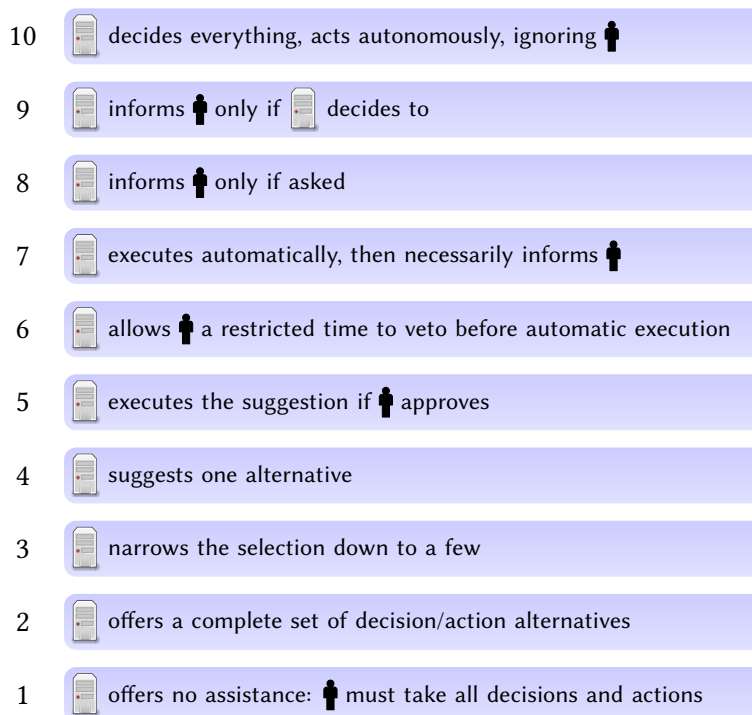 10 decides everything, acts autonomously, ignoring
9 informs only if decides to
8 informs only if asked
7 executes automatically, then necessarily informs
6 allows a restricted time to veto before automatic execution
5 executes the suggestion if approves
4 suggests one alternative
3 narrows the selection down to a few
2 offers a complete set of decision/action alternatives
1 offers no assistance: must take all decisions and actions